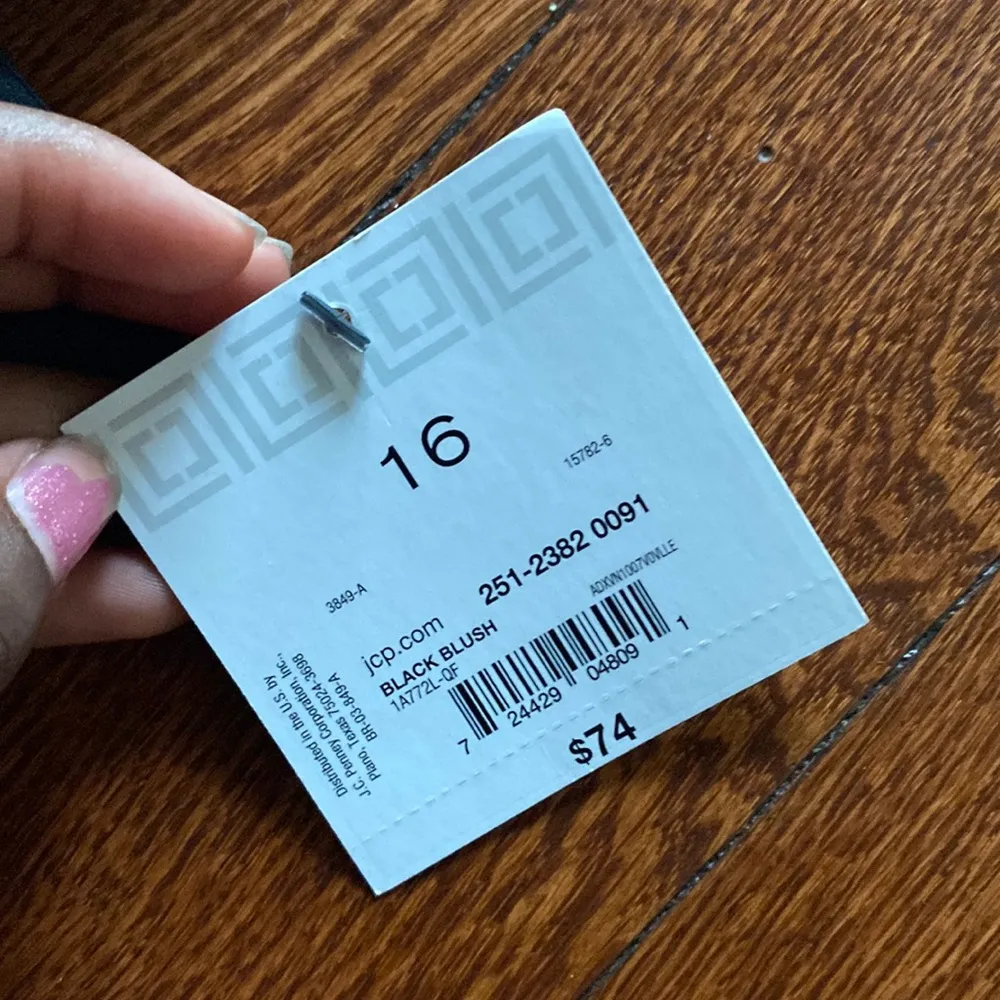 16
15782-6
3849-A
251-2382 0091
jcp.com
ADXVN1007V0VLLE
BLACK BLUSH
1A772L-QF
7 24429 04809 1
$74
Distributed in the U.S. by
J.C. Penney Corporation, Inc.,
Plano, Texas 75024-3698
BR-03-849-A